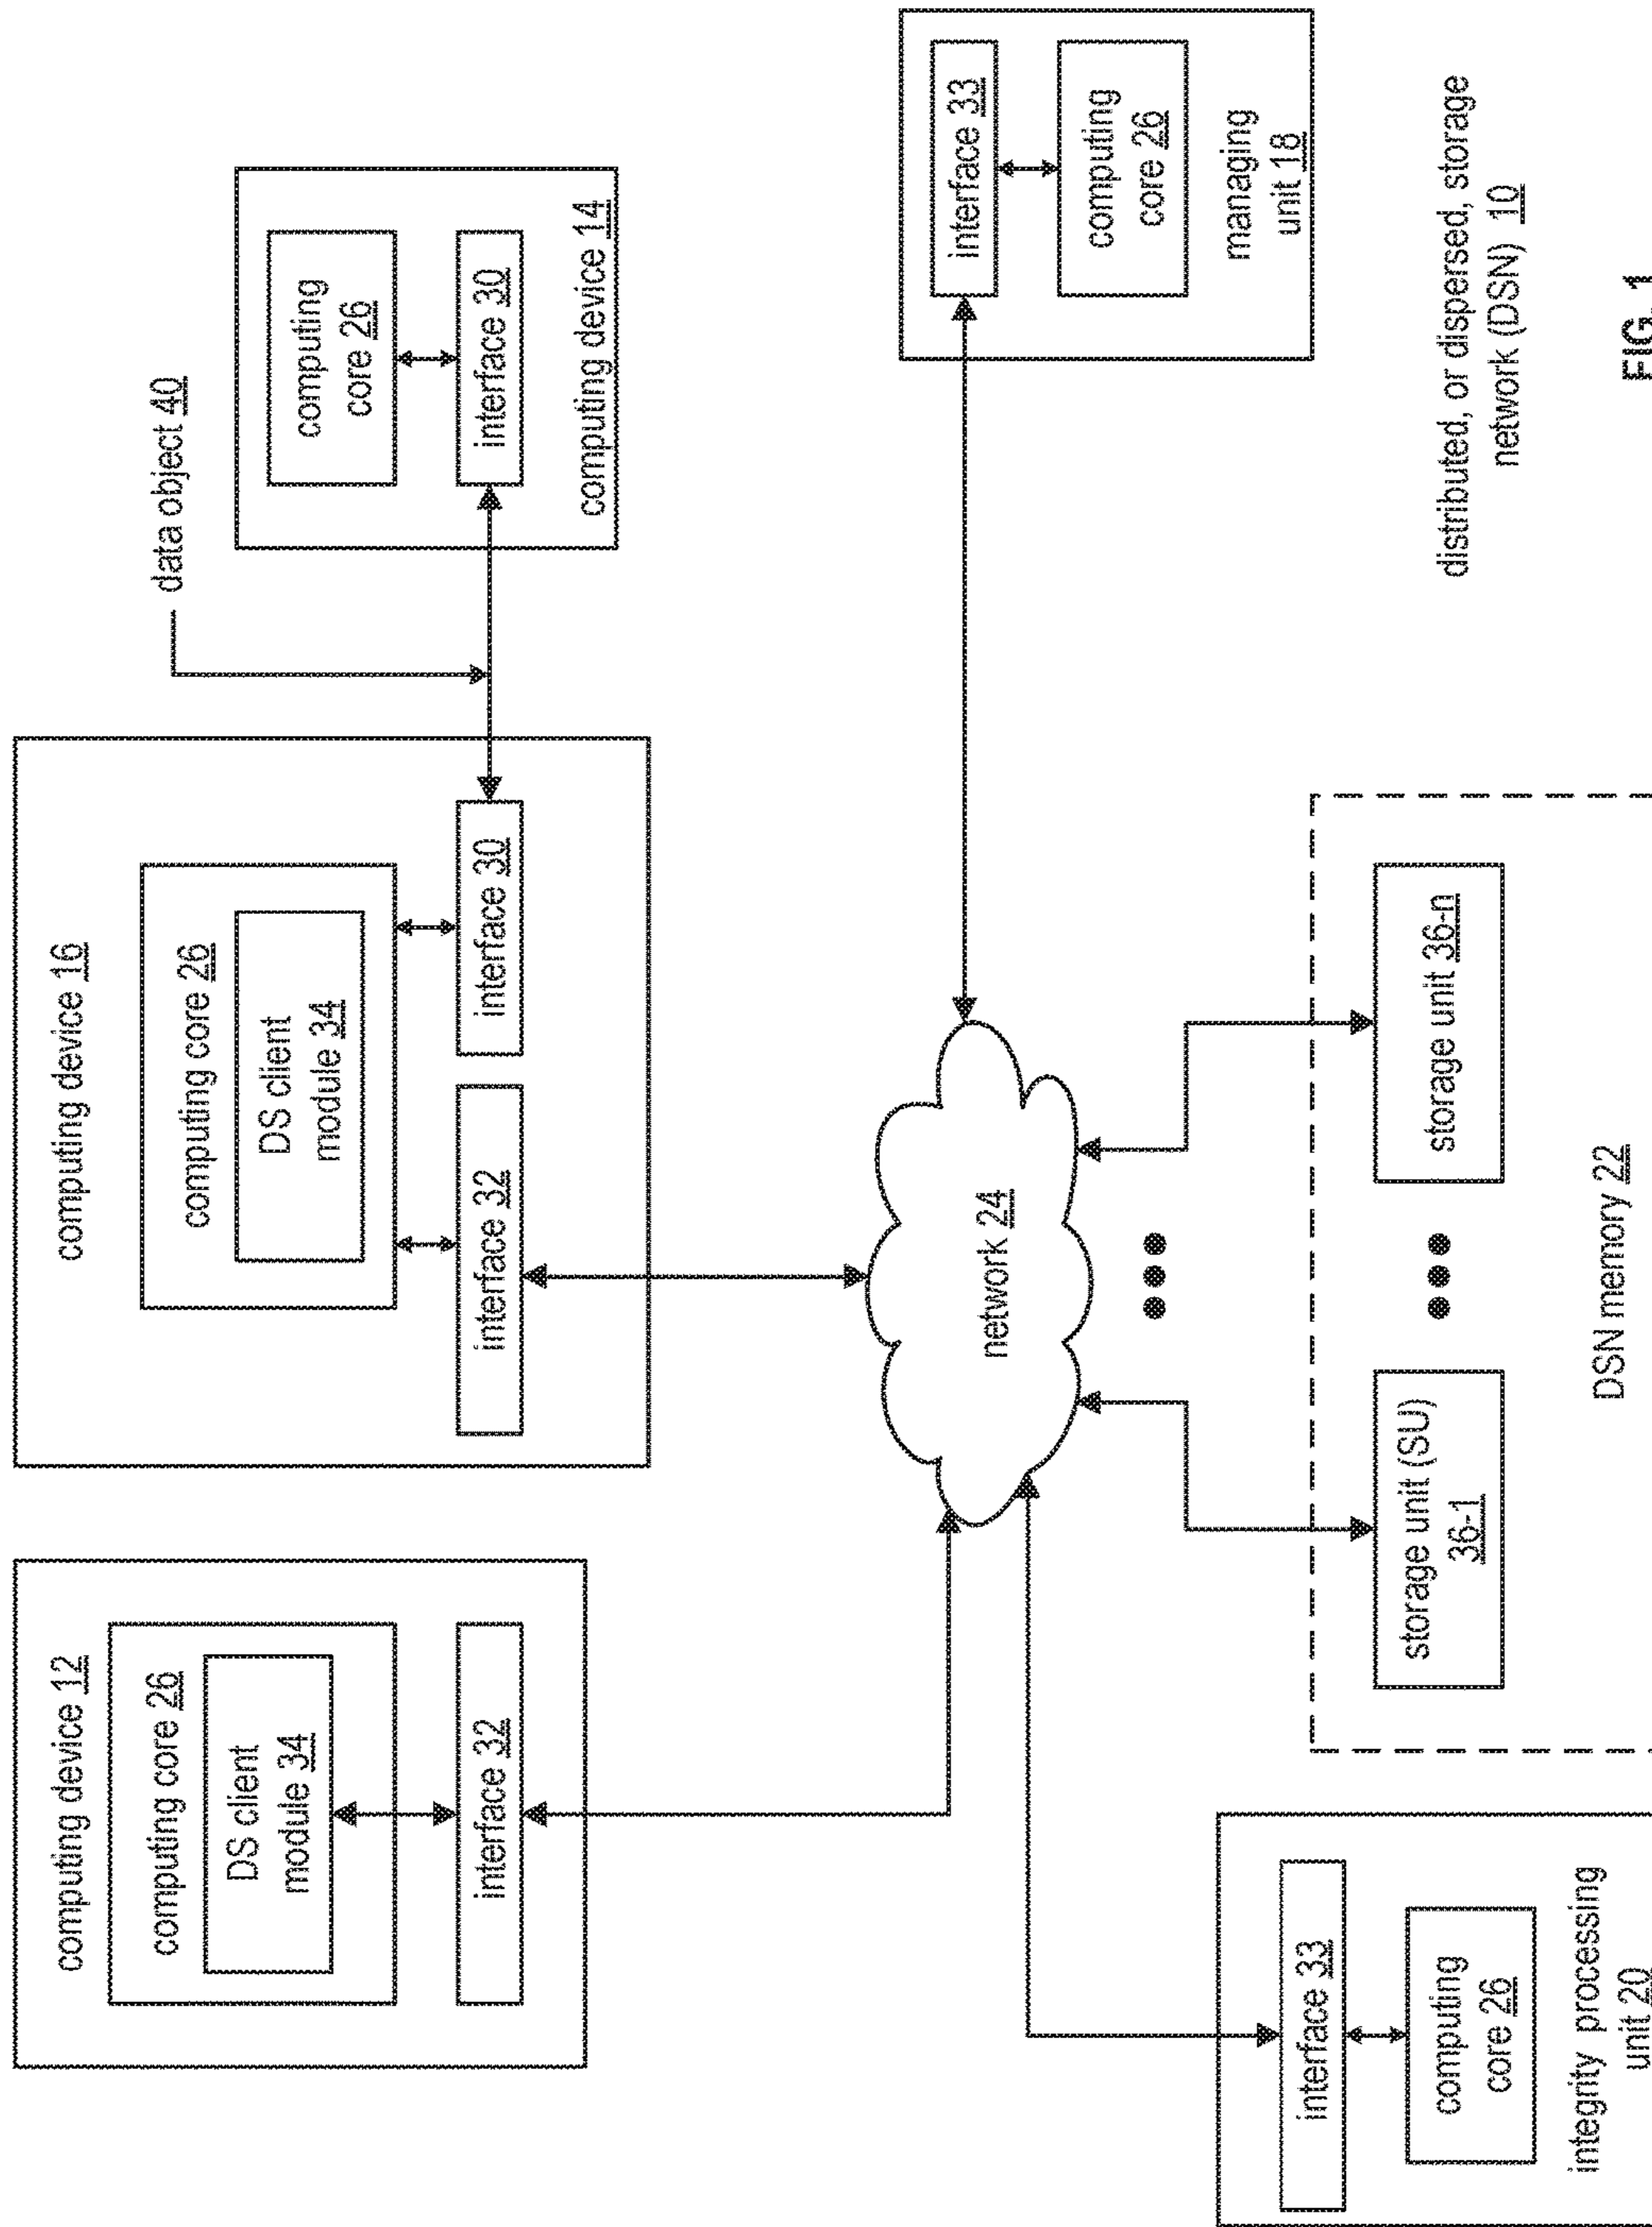 computing device 12
computing core 26
DS client
module 34
interface 32
computing device 16
computing core 26
DS client
module 34
interface 32
interface 30
data object 40
computing
core 26
interface 30
computing device 14
network 24
interface 33
computing
core 26
managing
unit 18
interface 33
computing
core 26
integrity processing
unit 20
storage unit (SU)
36-1
storage unit 36-n
DSN memory 22
distributed, or dispersed, storage
network (DSN) 10
FIG. 1